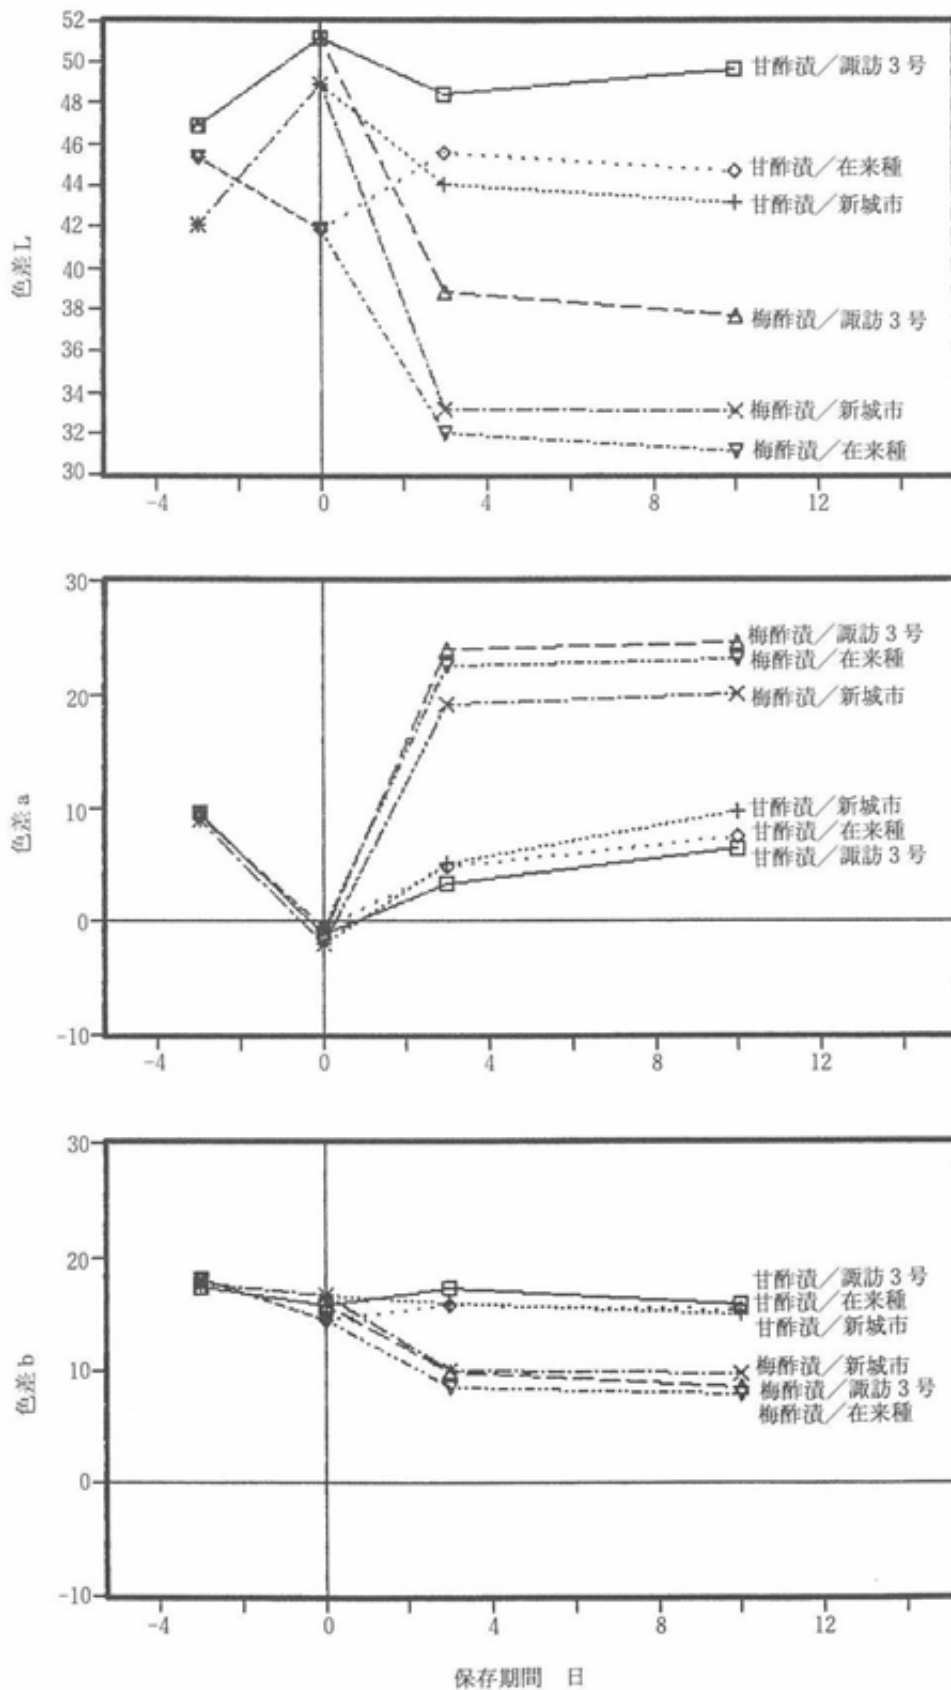 52
50
48
46
44
42
40
38
36
34
32
30
色差 L
甘酢漬／諏訪3号
甘酢漬／在来種
甘酢漬／新城市
梅酢漬／諏訪3号
梅酢漬／新城市
梅酢漬／在来種
-4 0 4 8 12
30
20
10
0
-10
色差 a
梅酢漬／諏訪3号
梅酢漬／在来種
梅酢漬／新城市
甘酢漬／新城市
甘酢漬／在来種
甘酢漬／諏訪3号
-4 0 4 8 12
30
20
10
0
-10
色差 b
甘酢漬／諏訪3号
甘酢漬／在来種
甘酢漬／新城市
梅酢漬／新城市
梅酢漬／諏訪3号
梅酢漬／在来種
-4 0 4 8 12
保存期間 日